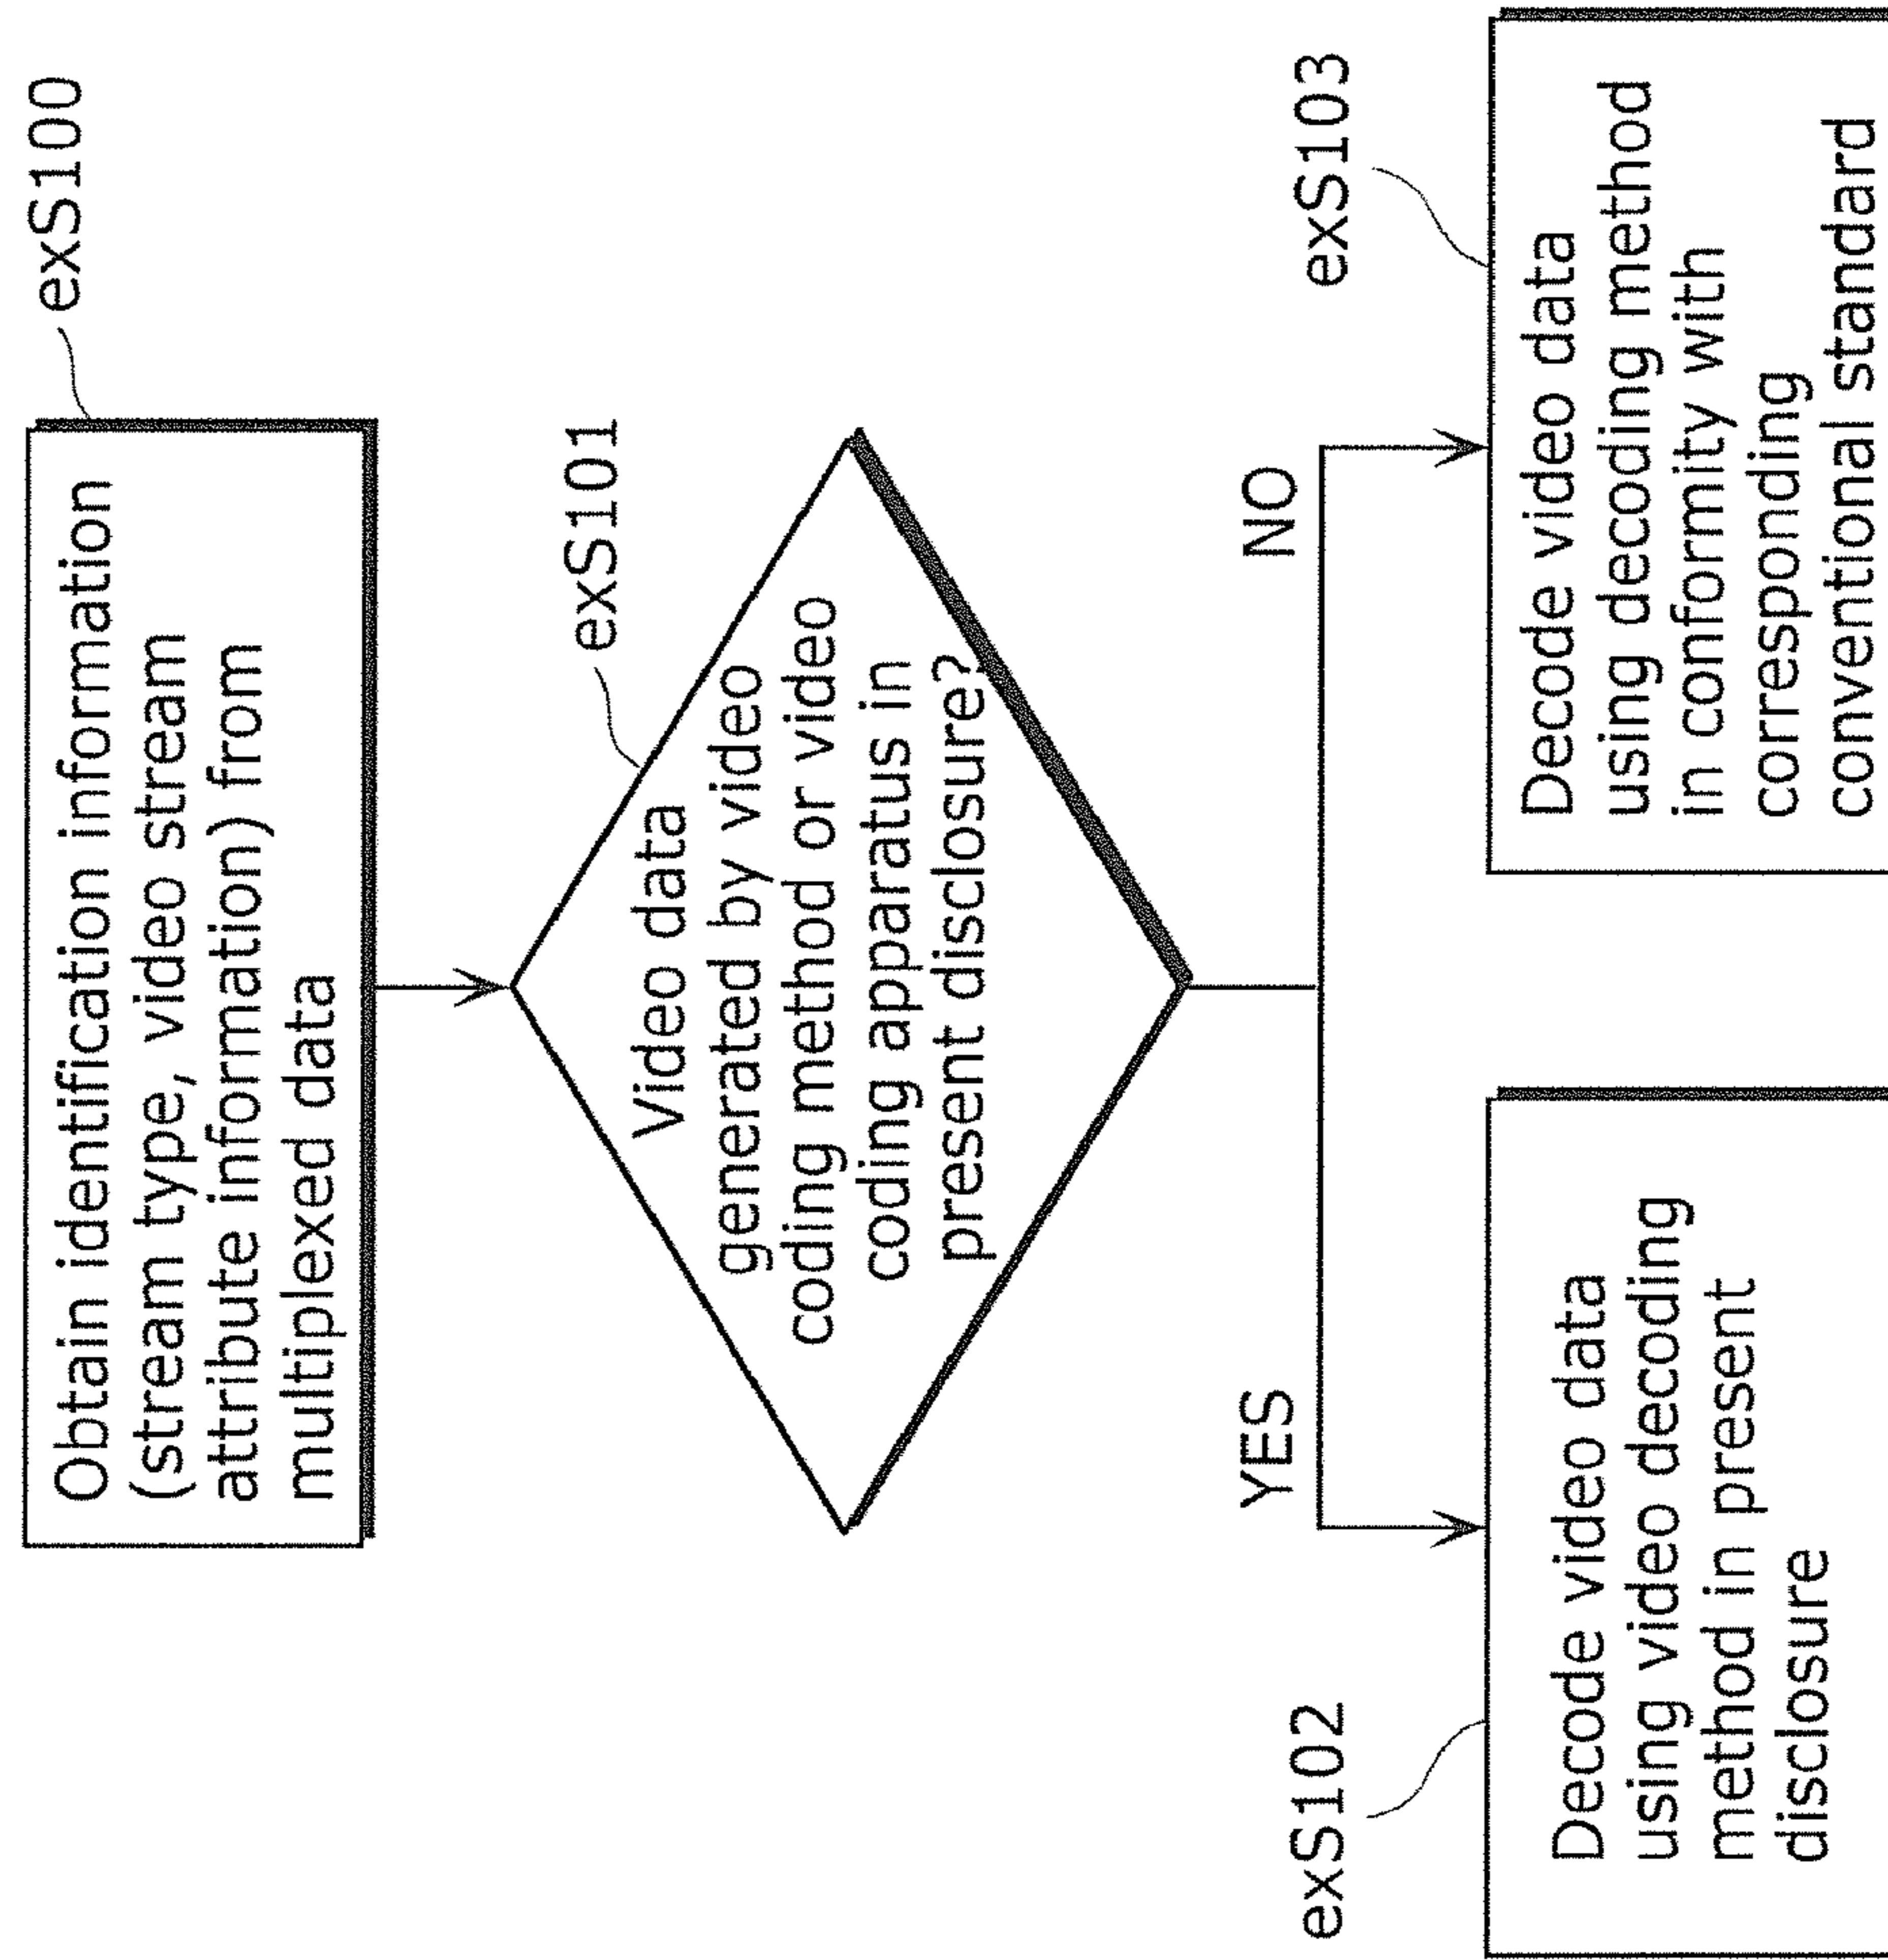 exS100
Obtain identification information
(stream type, video stream
attribute information) from
multiplexed data
exS101
Video data
generated by video
coding method or video
coding apparatus in
present disclosure?
YES
NO
exS102
Decode video data
using video decoding
method in present
disclosure
exS103
Decode video data
using decoding method
in conformity with
corresponding
conventional standard